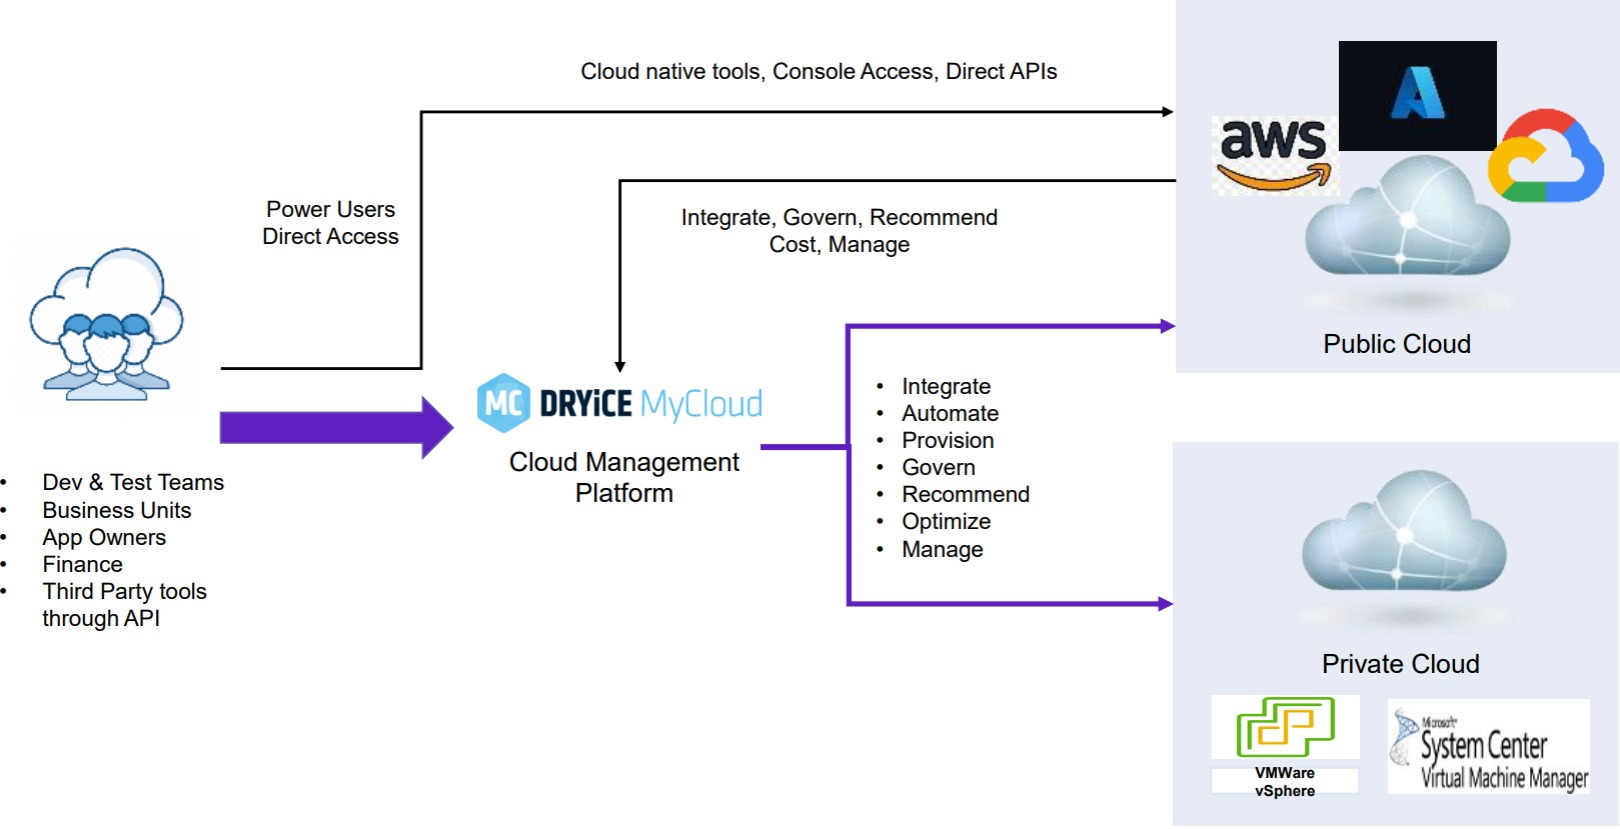 Cloud native tools, Console Access, Direct APIs
aws
Power Users
Direct Access
Integrate, Govern, Recommend
Cost, Manage
Public Cloud
MC DRYiCE MyCloud
Cloud Management
Platform
• Integrate
• Automate
• Provision
• Govern
• Recommend
• Optimize
• Manage
• Dev & Test Teams
• Business Units
• App Owners
• Finance
• Third Party tools
through API
Private Cloud
VMWare
vSphere
Microsoft®
System Center
Virtual Machine Manager